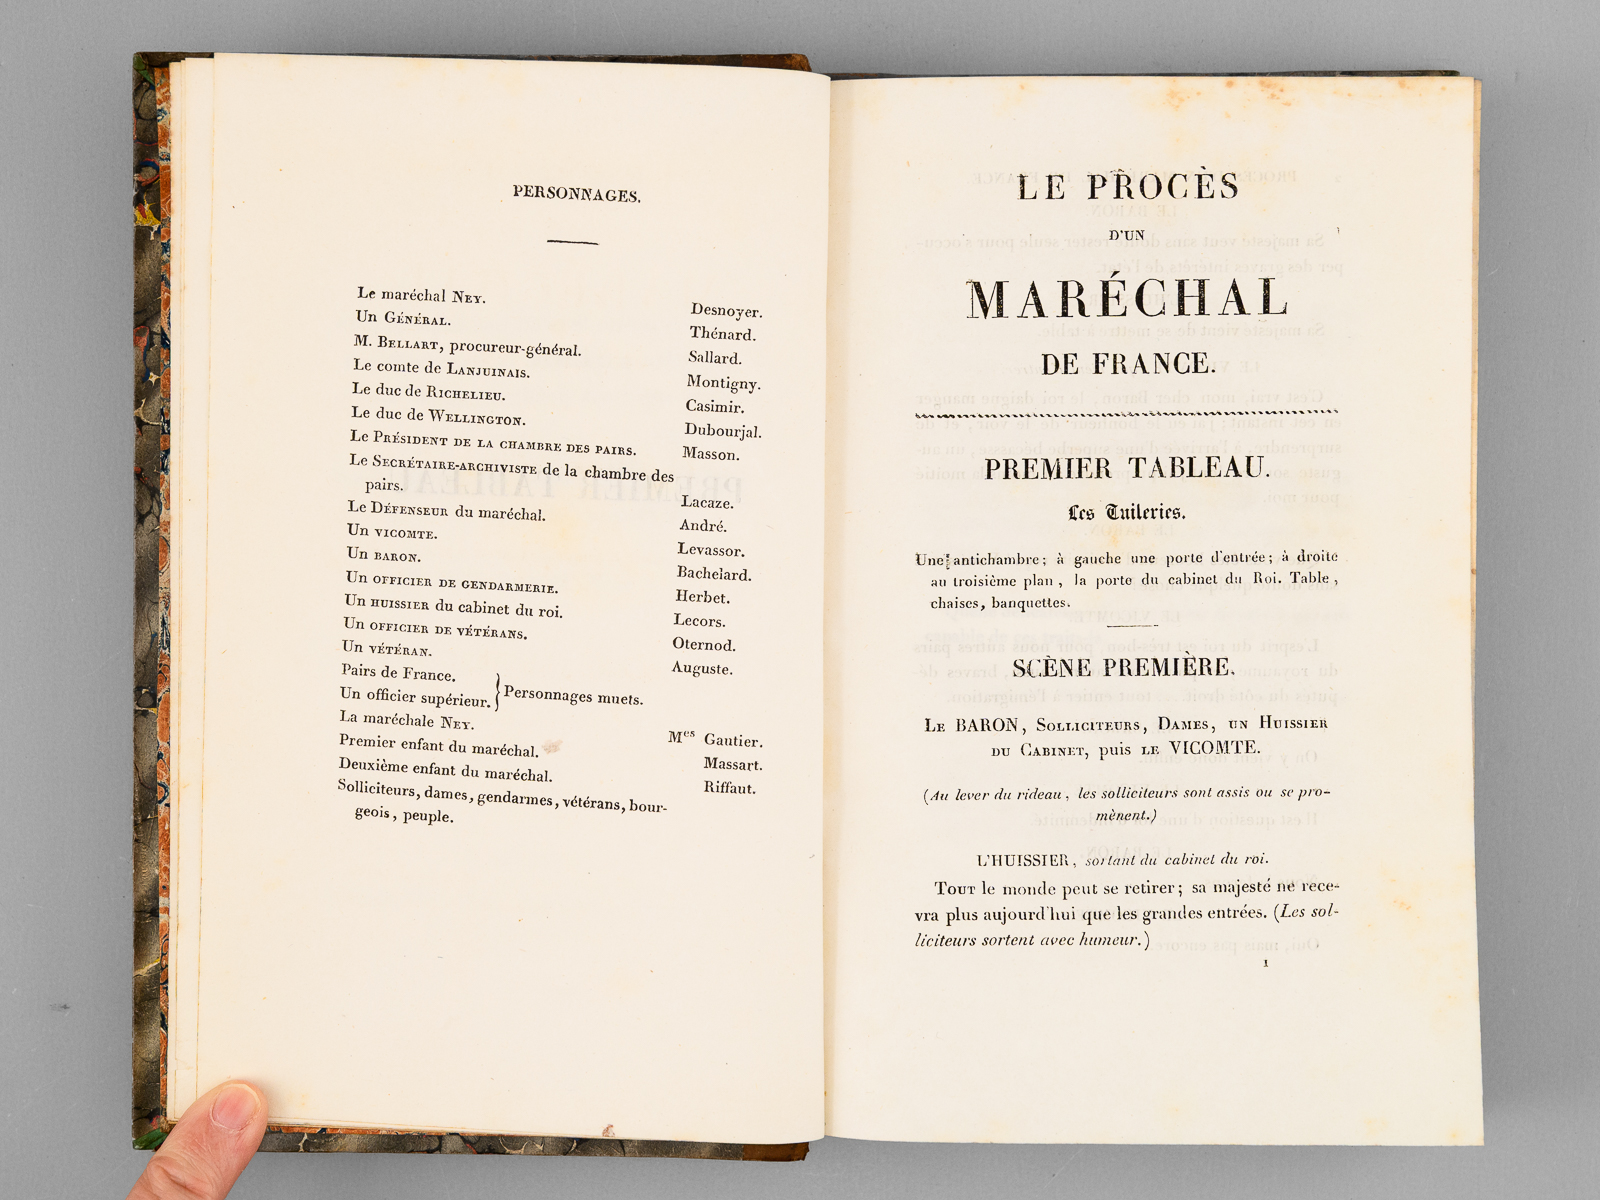 PERSONNAGES.
Le maréchal NEY. Desnoyer.
Un GÉNÉRAL. Thénard.
M. BELLART, procureur-général. Sallard.
Le comte de LANJUINAIS. Montigny.
Le duc de RICHELIEU. Casimir.
Le duc de WELLINGTON. Dubourjal.
Le PRÉSIDENT DE LA CHAMBRE DES PAIRS. Masson.
Le SECRÉTAIRE-ARCHIVISTE de la chambre des
pairs. Lacaze.
Le DÉFENSEUR du maréchal. André.
Un VICOMTE. Levassor.
Un BARON. Bachelard.
Un OFFICIER DE GENDARMERIE. Herbet.
Un HUISSIER du cabinet du roi. Lecors.
Un OFFICIER DE VÉTÉRANS. Oternod.
Un VÉTÉRAN. Auguste.
Pairs de France.
Un officier supérieur. } Personnages muets.
La maréchale NEY. Mes Gautier.
Premier enfant du maréchal. Massart.
Deuxième enfant du maréchal. Riffaut.
Solliciteurs, dames, gendarmes, vétérans, bour-
geois, peuple.
LE PROCÈS
D'UN
MARÉCHAL
DE FRANCE.
PREMIER TABLEAU.
Les Tuileries.
Une antichambre; à gauche une porte d'entrée; à droite
au troisième plan, la porte du cabinet du Roi. Table,
chaises, banquettes.
SCÈNE PREMIÈRE.
LE BARON, SOLLICITEURS, DAMES, UN HUISSIER
DU CABINET, puis LE VICOMTE.
(Au lever du rideau, les solliciteurs sont assis ou se pro-
mènent.)
L'HUISSIER, sortant du cabinet du roi.
TOUT le monde peut se retirer; sa majesté ne rece-
vra plus aujourd'hui que les grandes entrées. (Les sol-
liciteurs sortent avec humeur.)
1